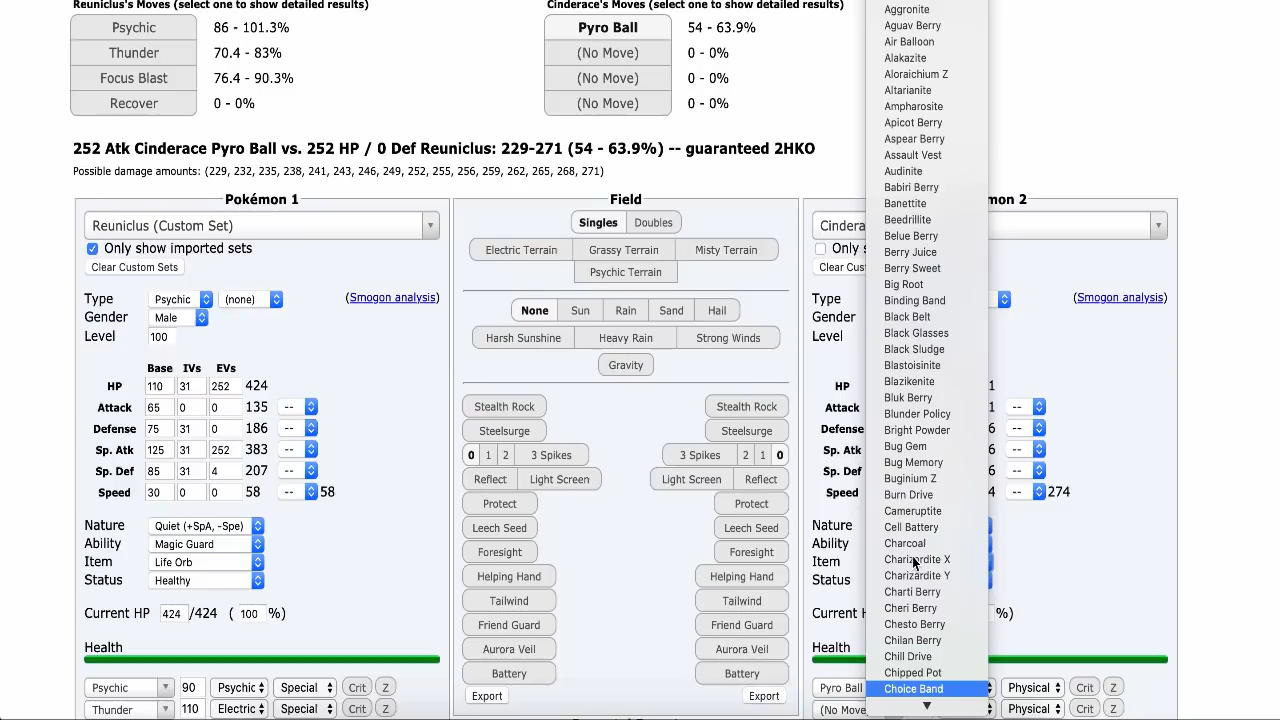 Reuniclus's Moves (select one to show detailed results)
Psychic 86 - 101.3%
Thunder 70.4 - 83%
Focus Blast 76.4 - 90.3%
Recover 0 - 0%
Cinderace's Moves (select one to show detailed results)
Pyro Ball 54 - 63.9%
(No Move) 0 - 0%
(No Move) 0 - 0%
(No Move) 0 - 0%
252 Atk Cinderace Pyro Ball vs. 252 HP / 0 Def Reuniclus: 229-271 (54 - 63.9%) -- guaranteed 2HKO
Possible damage amounts: (229, 232, 235, 238, 241, 243, 246, 249, 252, 255, 256, 259, 262, 265, 268, 271)
Pokémon 1
Reuniclus (Custom Set)
Only show imported sets
Clear Custom Sets
Type Psychic (none) (Smogon analysis)
Gender Male
Level 100
Base IVs EVs
HP 110 31 252 424
Attack 65 0 0 135 --
Defense 75 31 0 186 --
Sp. Atk 125 31 252 383 --
Sp. Def 85 31 4 207 --
Speed 30 0 0 58 -- 58
Nature Quiet (+SpA, -Spe)
Ability Magic Guard
Item Life Orb
Status Healthy
Current HP 424 /424 ( 100 %)
Health
Psychic 90 Psychic Special Crit Z
Thunder 110 Electric Special Crit Z
Field
Singles Doubles
Electric Terrain Grassy Terrain Misty Terrain
Psychic Terrain
None Sun Rain Sand Hail
Harsh Sunshine Heavy Rain Strong Winds
Gravity
Stealth Rock Stealth Rock
Steelsurge Steelsurge
0 1 2 3 Spikes 3 Spikes 2 1 0
Reflect Light Screen Light Screen Reflect
Protect Protect
Leech Seed Leech Seed
Foresight Foresight
Helping Hand Helping Hand
Tailwind Tailwind
Friend Guard Friend Guard
Aurora Veil Aurora Veil
Battery Battery
Export Export
mon 2
Cindera
Only s
Clear Cus
Type (Smogon analysis)
Gender
Level
HP 1
Attack 1 --
Defense 6 --
Sp. Atk 6 --
Sp. Def 6 --
Speed 4 -- 274
Nature
Ability
Item
Status
Current H %)
Health
Pyro Ball Physical Crit Z
(No Mov Physical Crit Z
Aggronite
Aguav Berry
Air Balloon
Alakazite
Aloraichium Z
Altarianite
Ampharosite
Apicot Berry
Aspear Berry
Assault Vest
Audinite
Babiri Berry
Banettite
Beedrillite
Belue Berry
Berry Juice
Berry Sweet
Big Root
Binding Band
Black Belt
Black Glasses
Black Sludge
Blastoisinite
Blazikenite
Bluk Berry
Blunder Policy
Bright Powder
Bug Gem
Bug Memory
Buginium Z
Burn Drive
Cameruptite
Cell Battery
Charcoal
Charizardite X
Charizardite Y
Charti Berry
Cheri Berry
Chesto Berry
Chilan Berry
Chill Drive
Chipped Pot
Choice Band